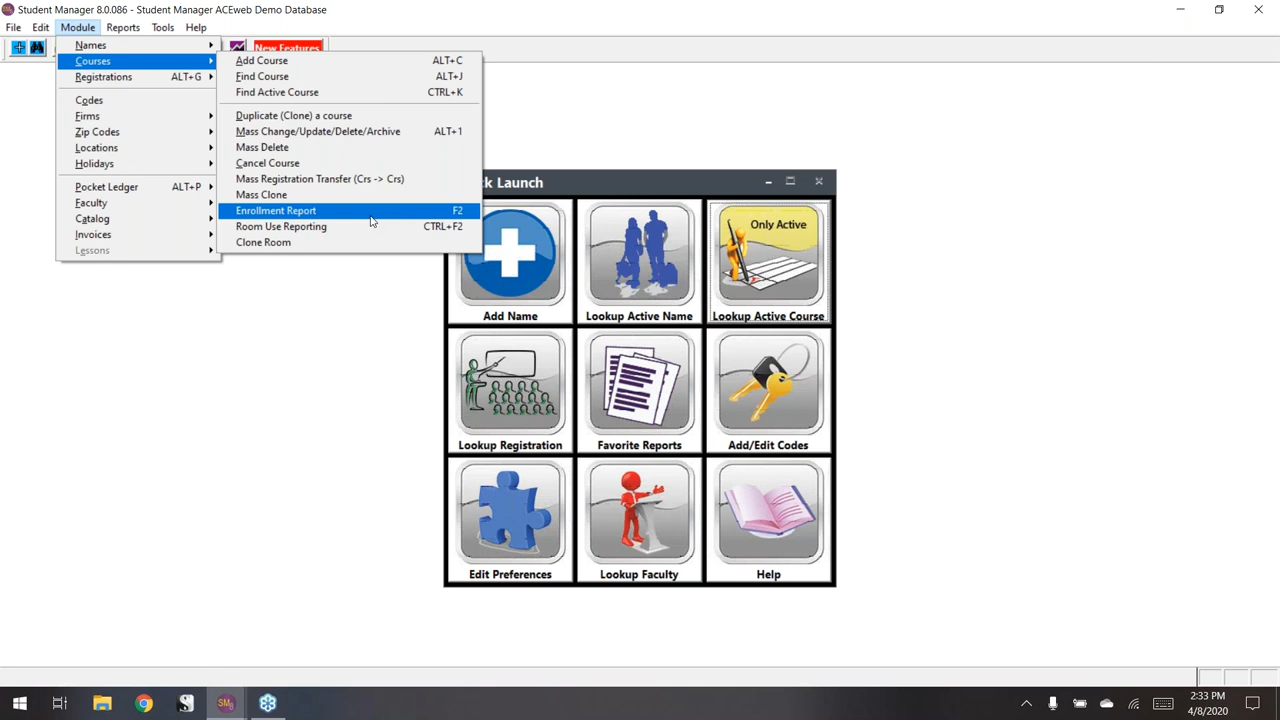 Student Manager 8.0.086 - Student Manager ACEweb Demo Database
File Edit Module Reports Tools Help
New Features
Names
Courses
Registrations ALT+G
Codes
Firms
Zip Codes
Locations
Holidays
Pocket Ledger ALT+P
Faculty
Catalog
Invoices
Lessons
Add Course ALT+C
Find Course ALT+J
Find Active Course CTRL+K
Duplicate (Clone) a course
Mass Change/Update/Delete/Archive ALT+1
Mass Delete
Cancel Course
Mass Registration Transfer (Crs -> Crs)
Mass Clone
Enrollment Report F2
Room Use Reporting CTRL+F2
Clone Room
ck Launch
Only Active
Add Name Lookup Active Name Lookup Active Course
Lookup Registration Favorite Reports Add/Edit Codes
Edit Preferences Lookup Faculty Help
SM8
2:33 PM
4/8/2020